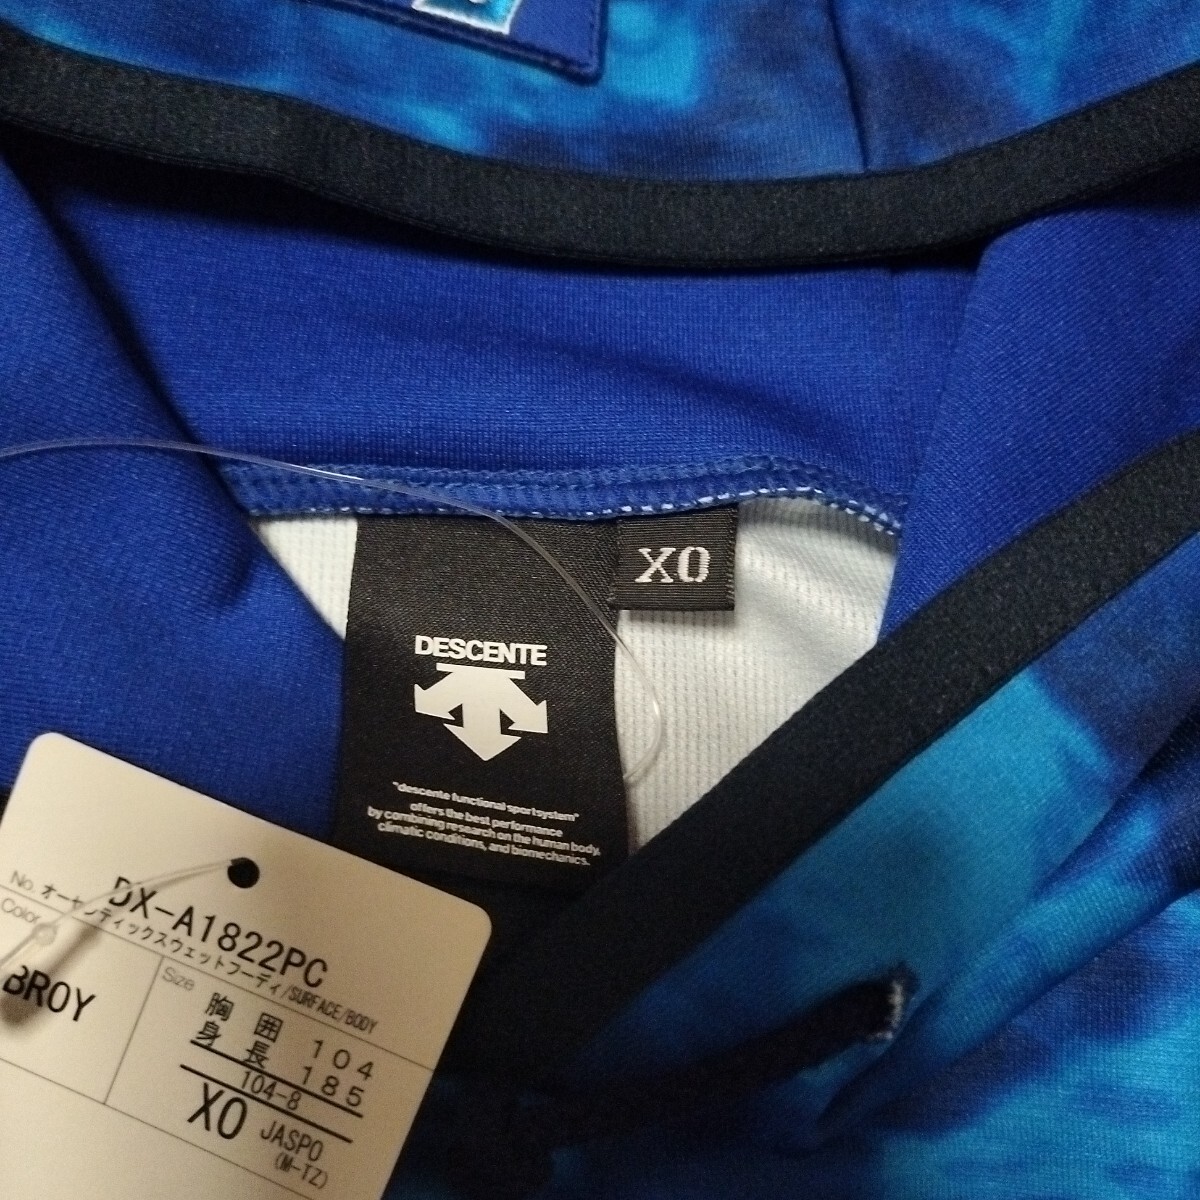 XO
DESCENTE
"descente functional sportsystem"
offers the best performance
by combining research on the human body,
climatic conditions, and biomechanics.
No. DX-A1822PC
オーセンティックスウェットフーディ/SURFACE/BODY
Color
BROY
Size
胸囲 104
身長 185
104-8
XO JASPO
(M-TZ)